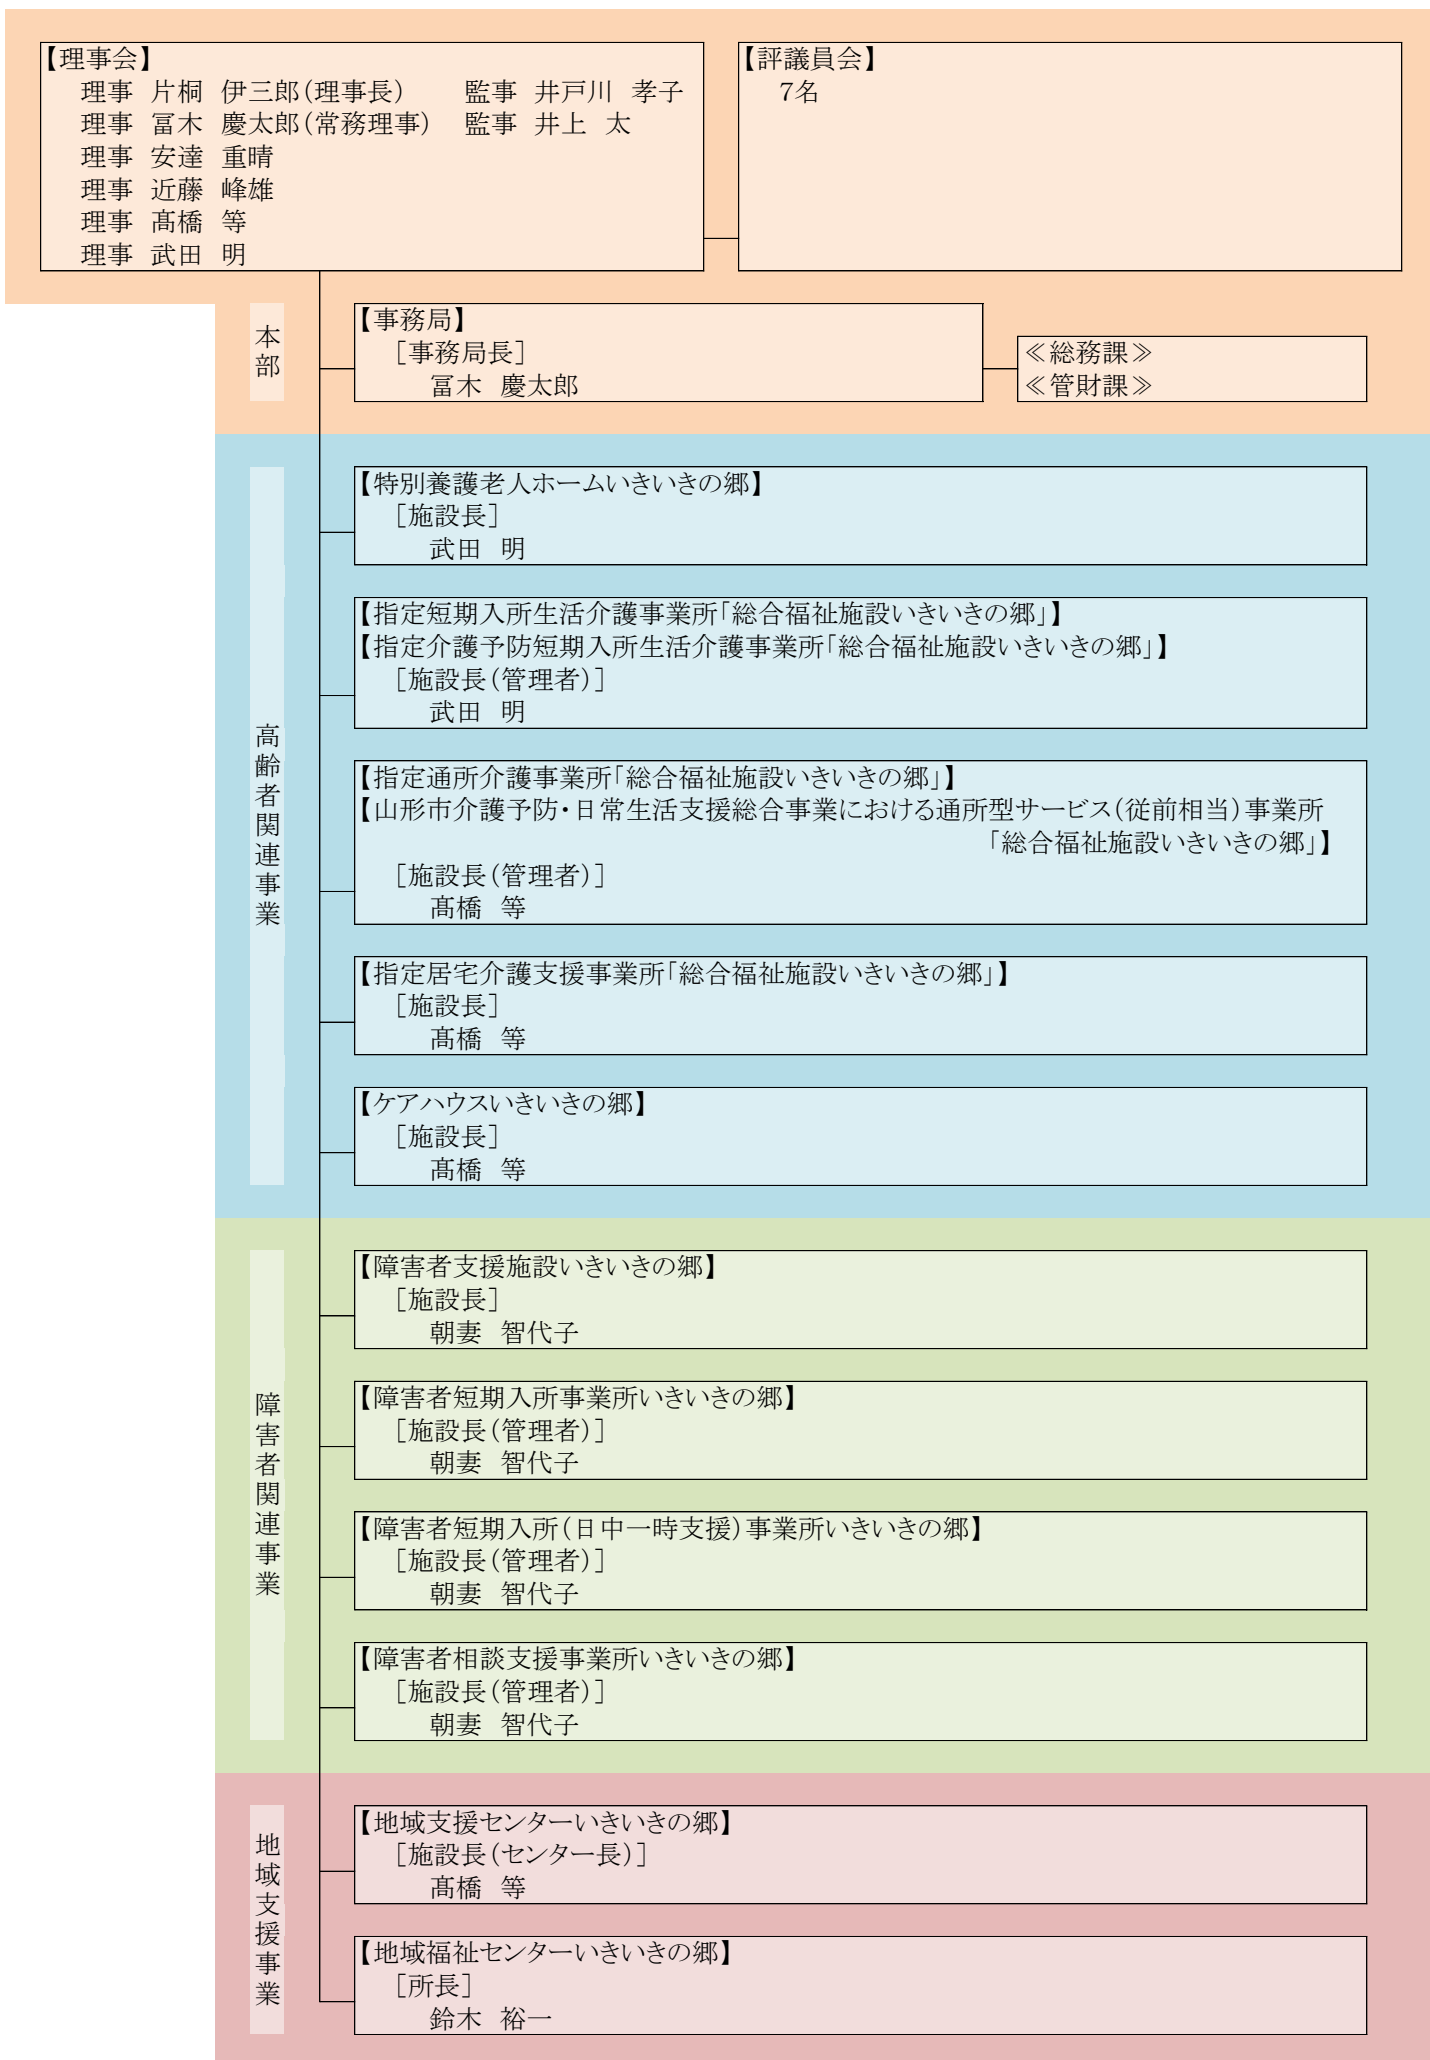 【理事会】
理事 片桐 伊三郎(理事長) 監事 井戸川 孝子
理事 冨木 慶太郎(常務理事) 監事 井上 太
理事 安達 重晴
理事 近藤 峰雄
理事 髙橋 等
理事 武田 明
【評議員会】
7名
本部
【事務局】
[事務局長]
冨木 慶太郎
≪総務課≫
≪管財課≫
高齢者関連事業
【特別養護老人ホームいきいきの郷】
[施設長]
武田 明
【指定短期入所生活介護事業所「総合福祉施設いきいきの郷」】
【指定介護予防短期入所生活介護事業所「総合福祉施設いきいきの郷」】
[施設長(管理者)]
武田 明
【指定通所介護事業所「総合福祉施設いきいきの郷」】
【山形市介護予防・日常生活支援総合事業における通所型サービス(従前相当)事業所
「総合福祉施設いきいきの郷」】
[施設長(管理者)]
髙橋 等
【指定居宅介護支援事業所「総合福祉施設いきいきの郷」】
[施設長]
髙橋 等
【ケアハウスいきいきの郷】
[施設長]
髙橋 等
障害者関連事業
【障害者支援施設いきいきの郷】
[施設長]
朝妻 智代子
【障害者短期入所事業所いきいきの郷】
[施設長(管理者)]
朝妻 智代子
【障害者短期入所(日中一時支援)事業所いきいきの郷】
[施設長(管理者)]
朝妻 智代子
【障害者相談支援事業所いきいきの郷】
[施設長(管理者)]
朝妻 智代子
地域支援事業
【地域支援センターいきいきの郷】
[施設長(センター長)]
髙橋 等
【地域福祉センターいきいきの郷】
[所長]
鈴木 裕一